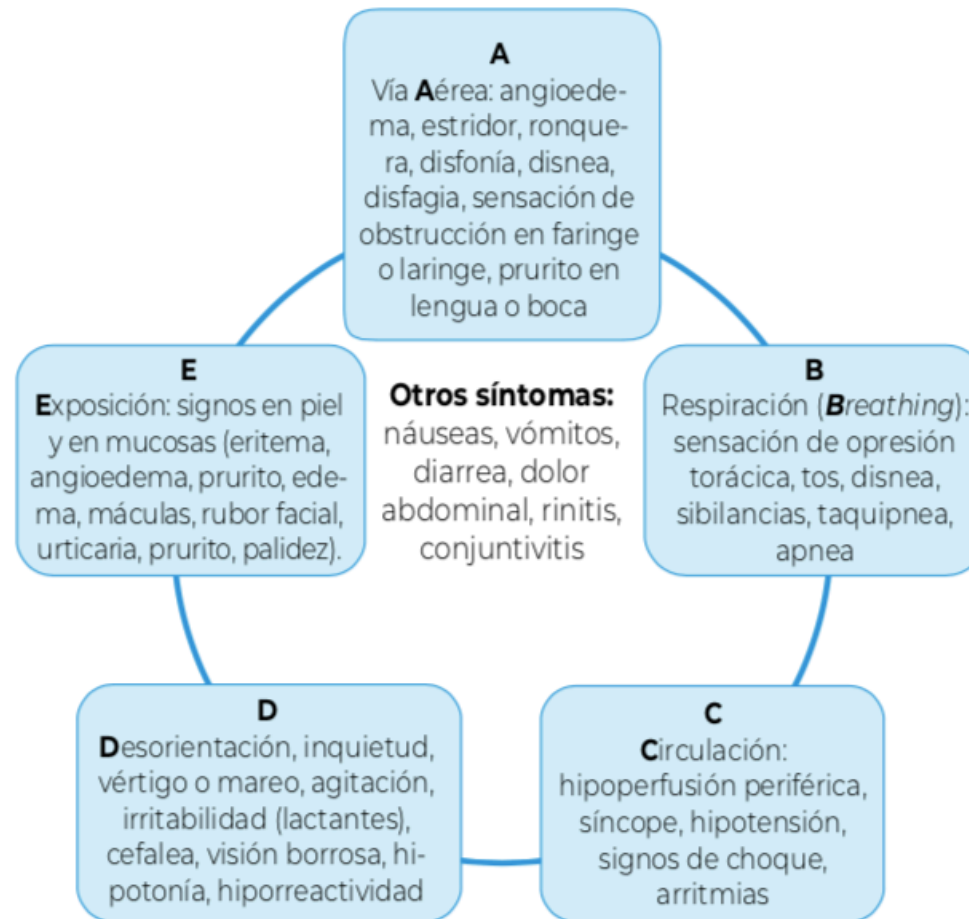 A
Vía Aérea: angioede-
ma, estridor, ronque-
ra, disfonía, disnea,
disfagia, sensación de
obstrucción en faringe
o laringe, prurito en
lengua o boca
B
Respiración (Breathing):
sensación de opresión
torácica, tos, disnea,
sibilancias, taquipnea,
apnea
C
Circulación:
hipoperfusión periférica,
síncope, hipotensión,
signos de choque,
arritmias
D
Desorientación, inquietud,
vértigo o mareo, agitación,
irritabilidad (lactantes),
cefalea, visión borrosa, hi-
potonía, hiporreactividad
E
Exposición: signos en piel
y en mucosas (eritema,
angioedema, prurito, ede-
ma, máculas, rubor facial,
urticaria, prurito, palidez).
Otros síntomas:
náuseas, vómitos,
diarrea, dolor
abdominal, rinitis,
conjuntivitis